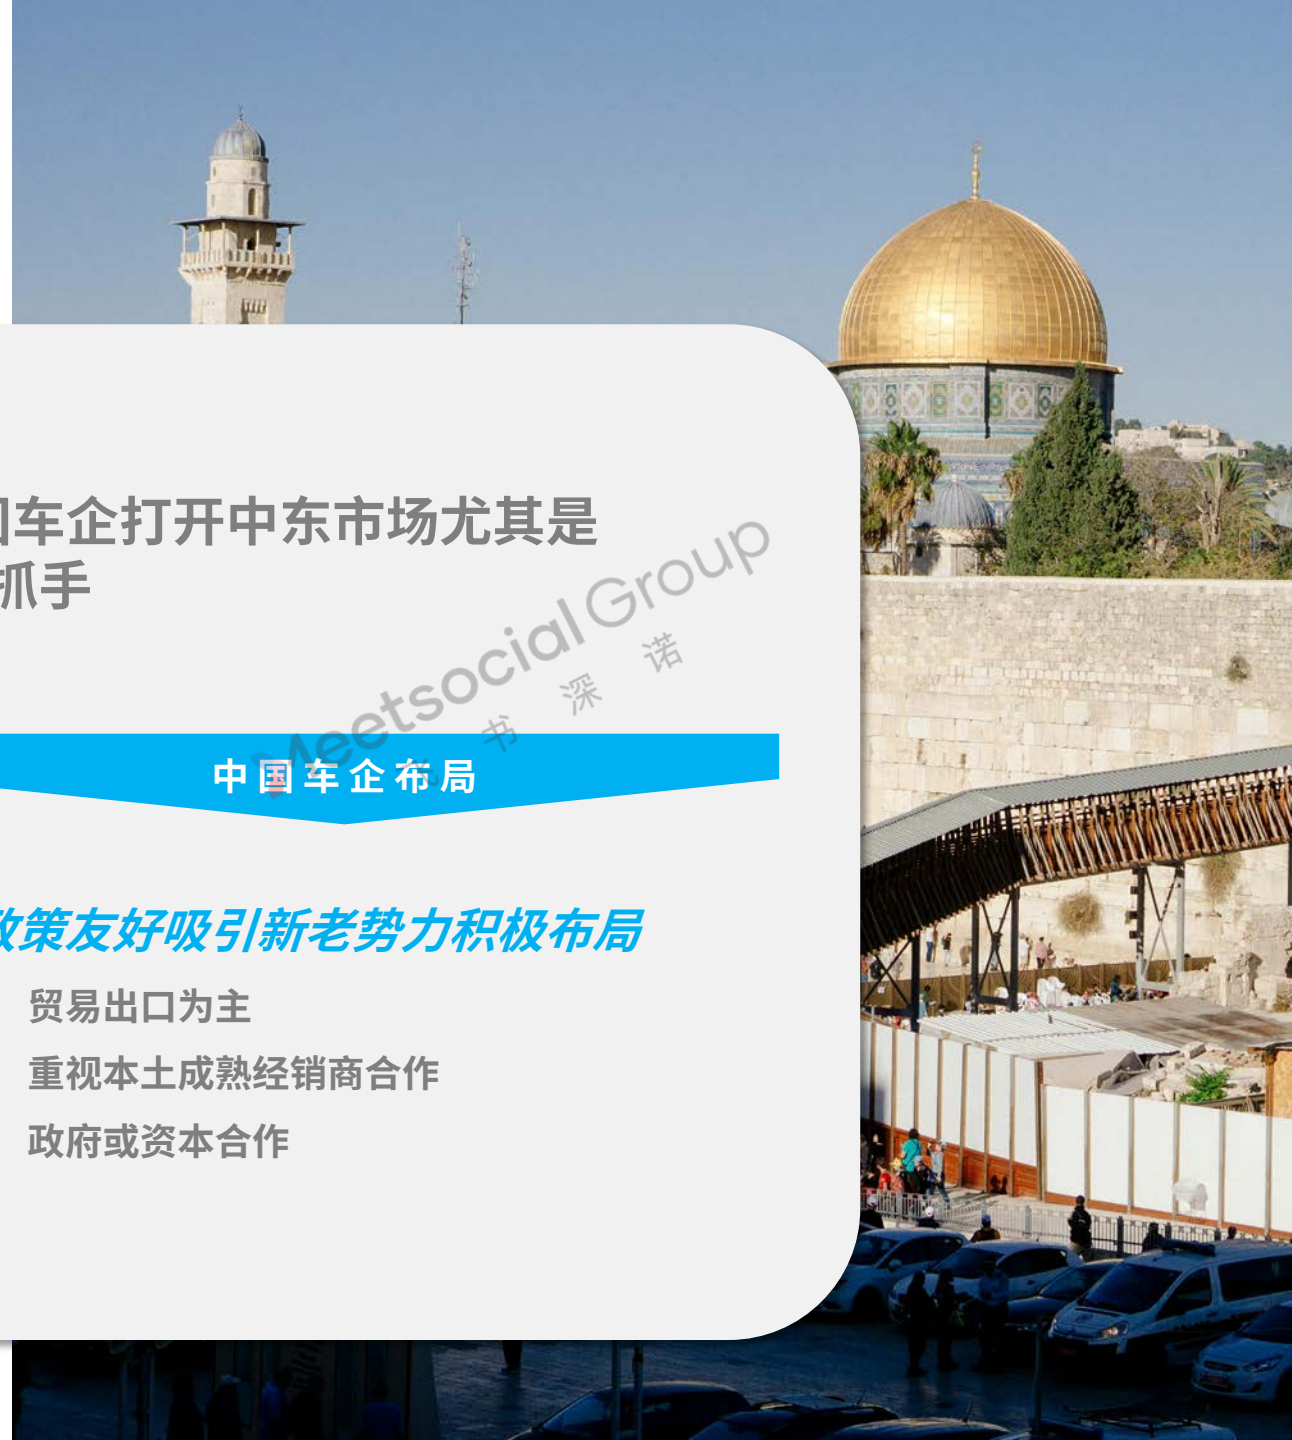 国车企打开中东市场尤其是
抓手
Meetsocial Group
飞书深诺
中国车企布局
政策友好吸引新老势力积极布局
贸易出口为主
重视本土成熟经销商合作
政府或资本合作